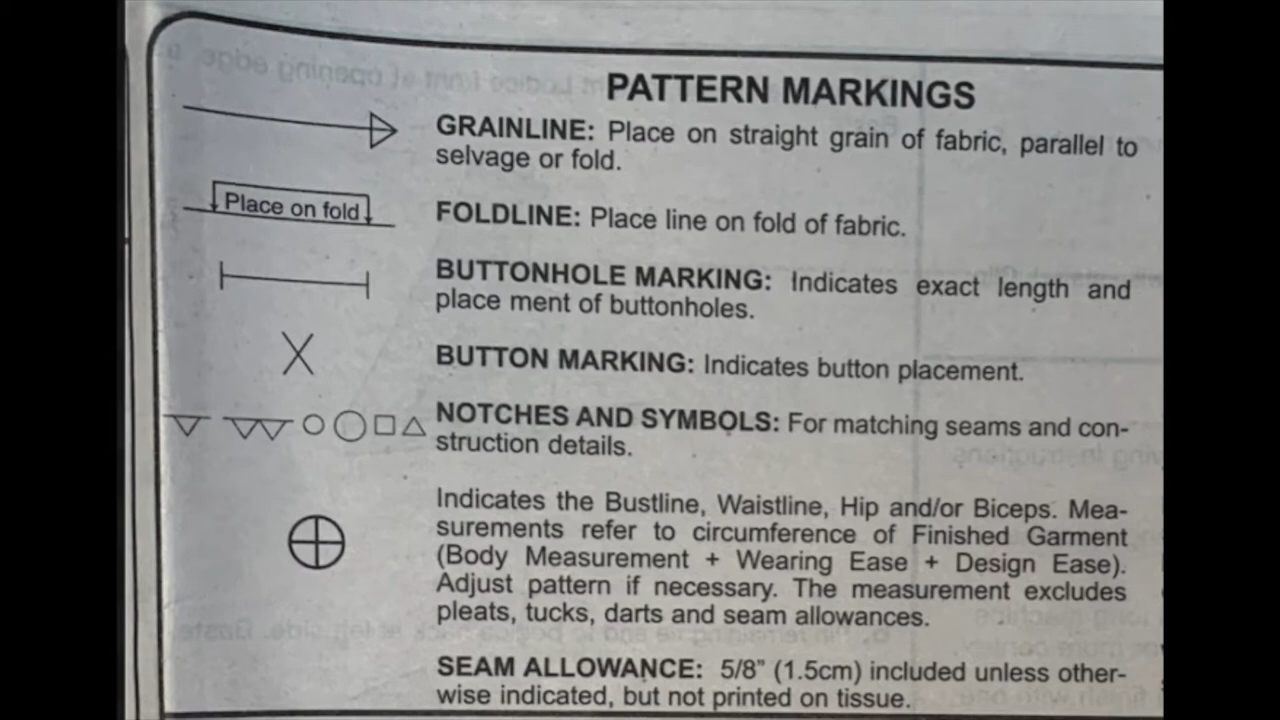 PATTERN MARKINGS
GRAINLINE: Place on straight grain of fabric, parallel to
selvage or fold.
Place on fold
FOLDLINE: Place line on fold of fabric.
BUTTONHOLE MARKING: Indicates exact length and
place ment of buttonholes.
BUTTON MARKING: Indicates button placement.
NOTCHES AND SYMBOLS: For matching seams and con-
struction details.
Indicates the Bustline, Waistline, Hip and/or Biceps. Mea-
surements refer to circumference of Finished Garment
(Body Measurement + Wearing Ease + Design Ease).
Adjust pattern if necessary. The measurement excludes
pleats, tucks, darts and seam allowances.
SEAM ALLOWANCE: 5/8" (1.5cm) included unless other-
wise indicated, but not printed on tissue.